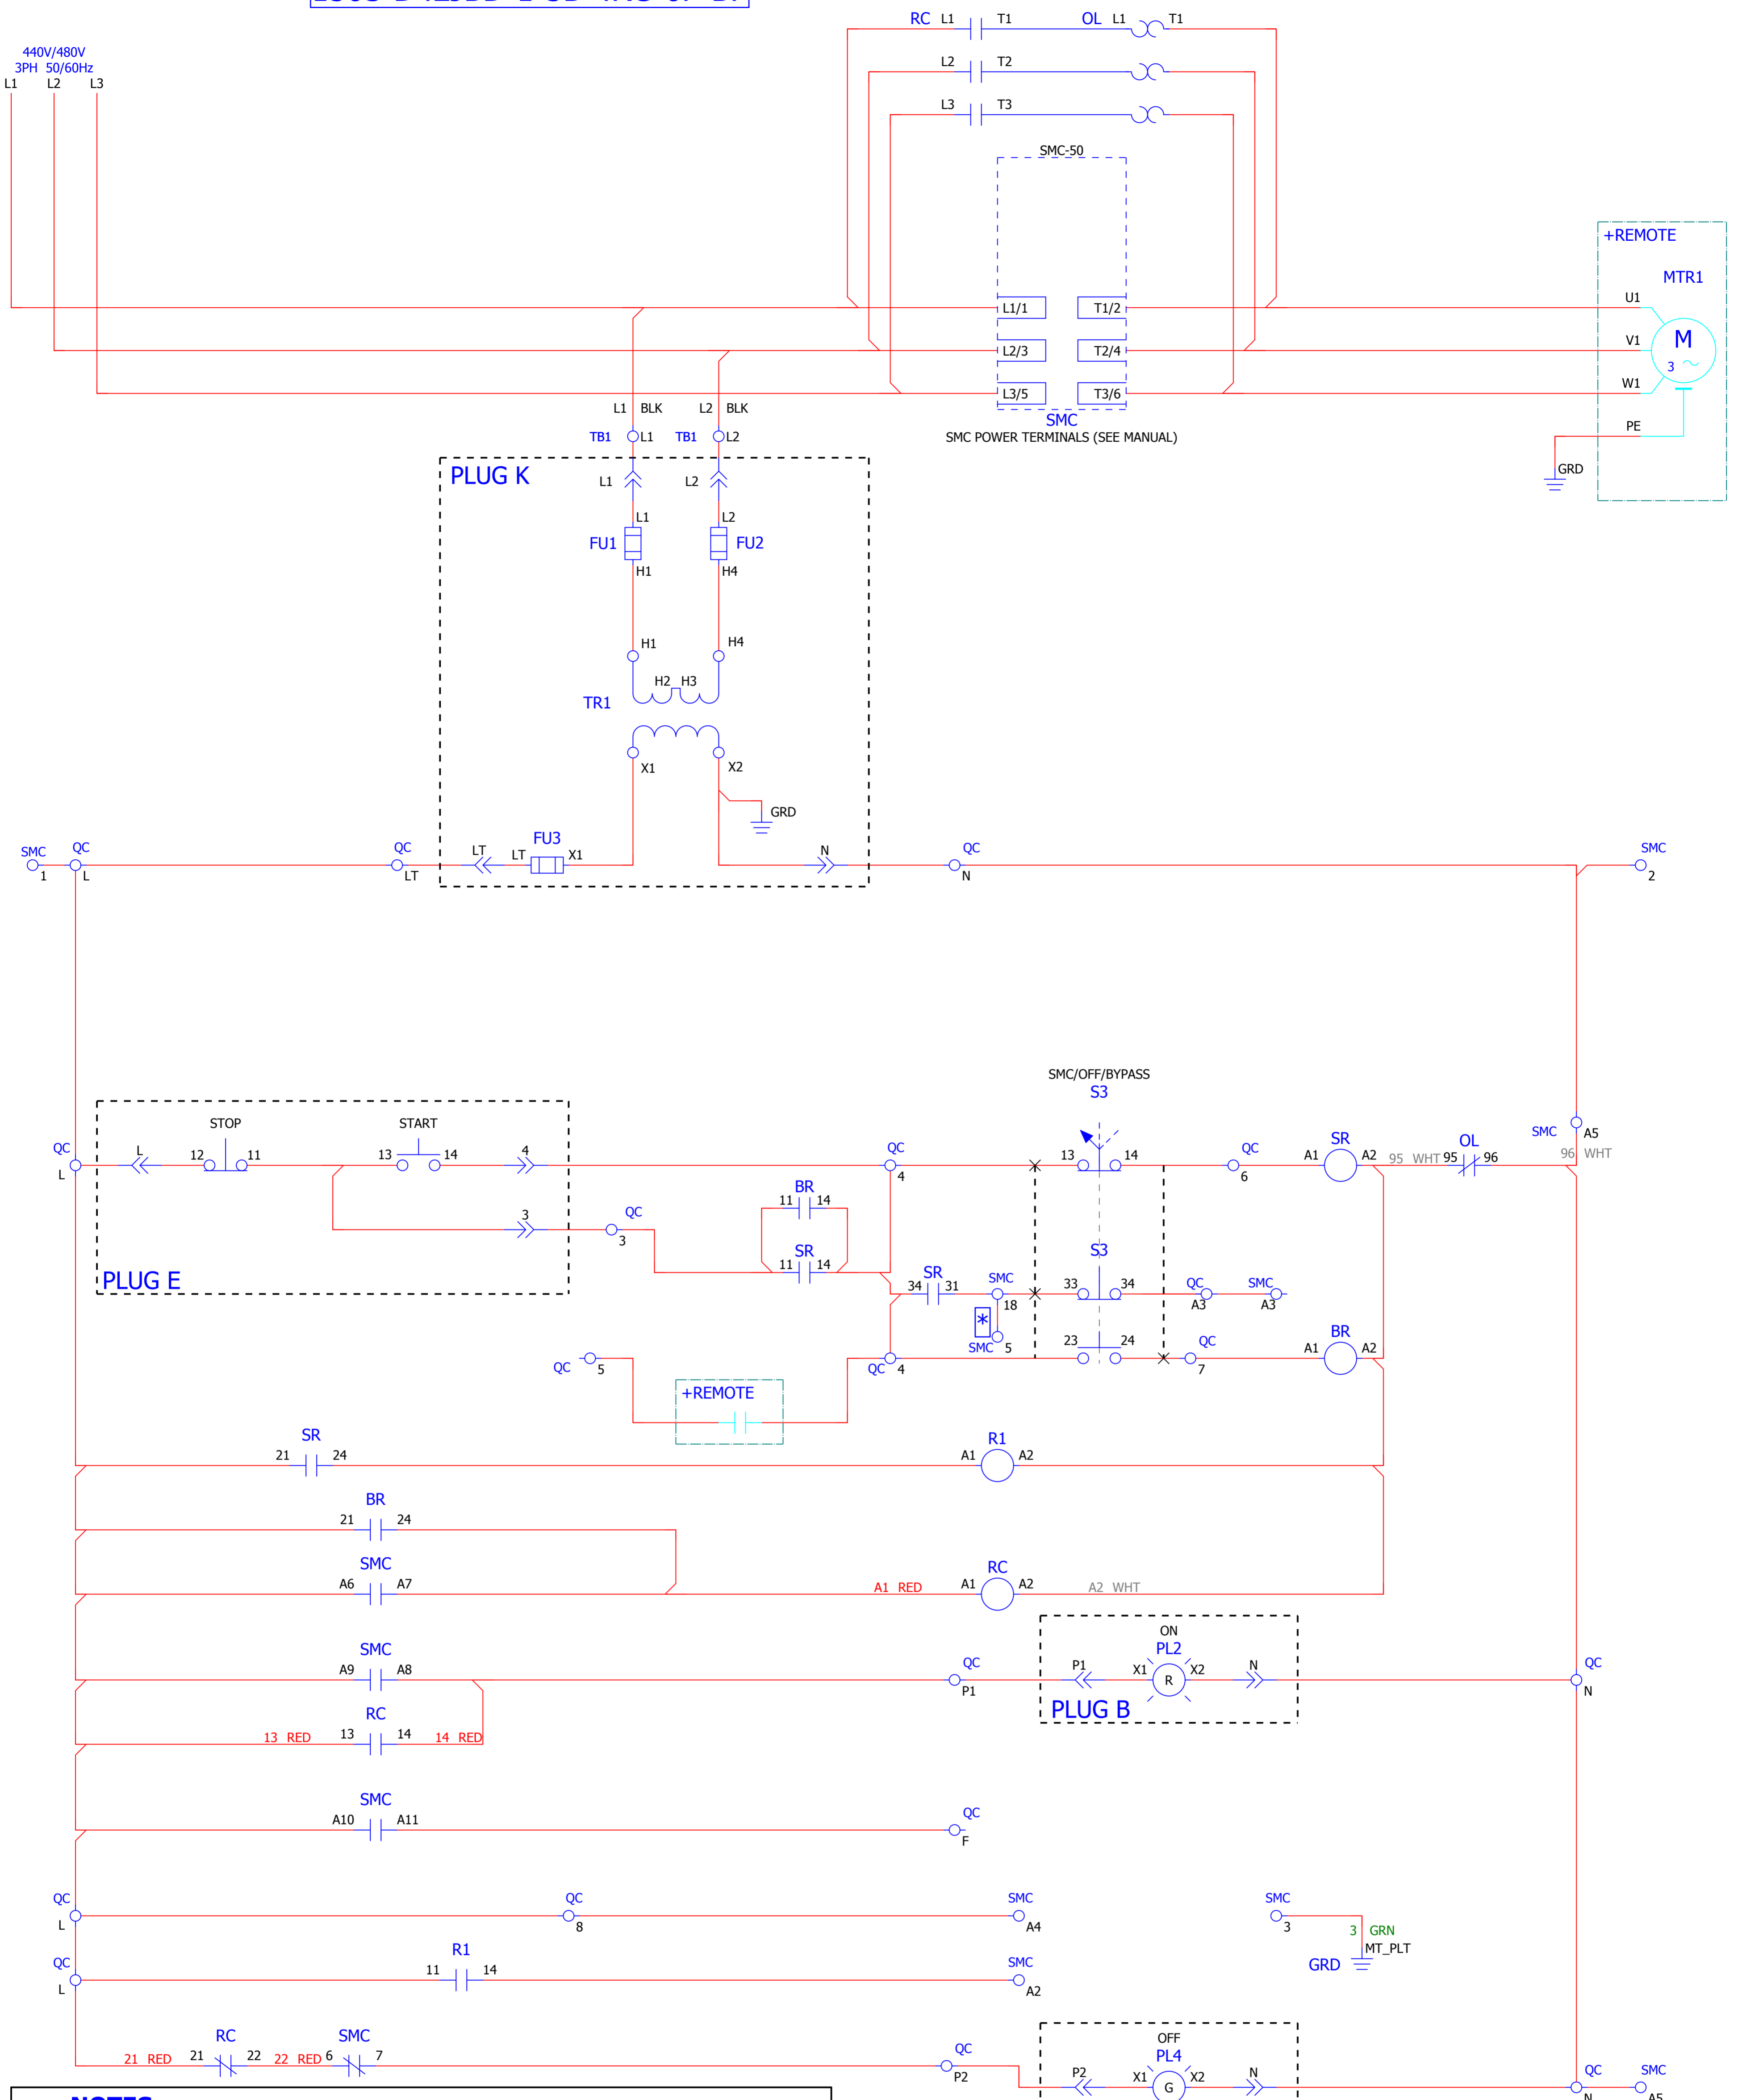 RC L1 T1 OL L1 T1
440V/480V
3PH 50/60Hz
L1 L2 L3
L2 T2
L3 T3
SMC-50
+REMOTE
MTR1
L1/1 T1/2 U1
L2/3 T2/4 V1
M
3
L3/5 T3/6 W1
L1 BLK L2 BLK
SMC
SMC POWER TERMINALS (SEE MANUAL)
PE
GRD
TB1 L1 TB1 L2
PLUG K
L1 L2
L1 L2
FU1 FU2
H1 H4
H1 H4
H2 H3
TR1
X1 X2
GRD
SMC QC QC LT LT FU3 X1 N QC SMC
1 L LT N 2
SMC/OFF/BYPASS
S3
STOP START
QC L 12 11 13 14 4 QC 13 14 QC SR OL SMC A5
L 4 6 A1 A2 95 WHT 95 96 96 WHT
BR
11 14
3 QC
3
SR S3
11 14
PLUG E
SR SMC
34 31 18 33 34 QC SMC
A3 A3
*
SMC 5 23 24 QC BR
QC 5 QC 4 7 A1 A2
+REMOTE
SR R1
21 24 A1 A2
BR
21 24
SMC RC
A6 A7 A1 RED A1 A2 A2 WHT
ON
SMC PL2
A9 A8 QC P1 X1 R X2 N QC
P1 N
PLUG B
RC
13 RED 13 14 14 RED
SMC
A10 A11 QC
F
QC QC SMC SMC
L 8 A4 3
3 GRN
MT_PLT
GRD
QC R1 SMC
L 11 14 A2
OFF
RC SMC PL4
21 RED 21 22 22 RED 6 7 QC
P2 P2 X1 G X2 N QC SMC